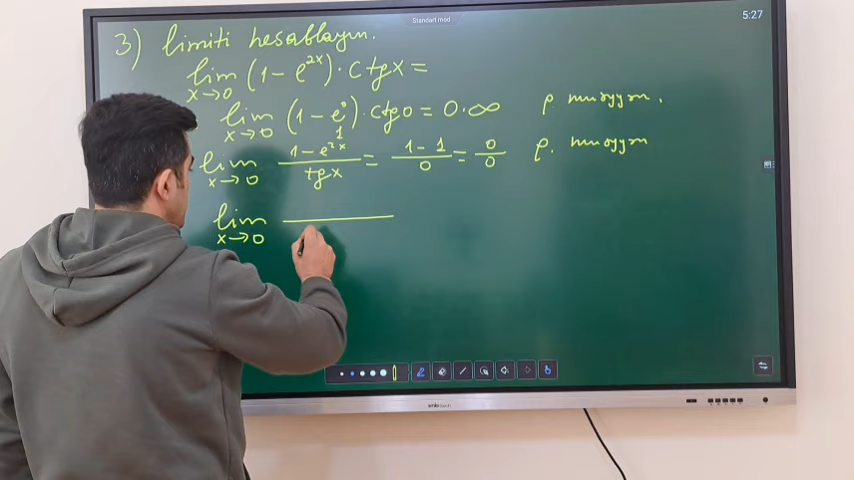 Standart mod
5:27
3) limiti hesablayın.
lim x→0 (1 - e^2x) · ctgx =
lim x→0 (1 - e^0) · ctg0 = 0·∞
1
lim x→0 (1 - e^2x)/(tgx) = (1 - 1)/0 = 0/0
lim x→0